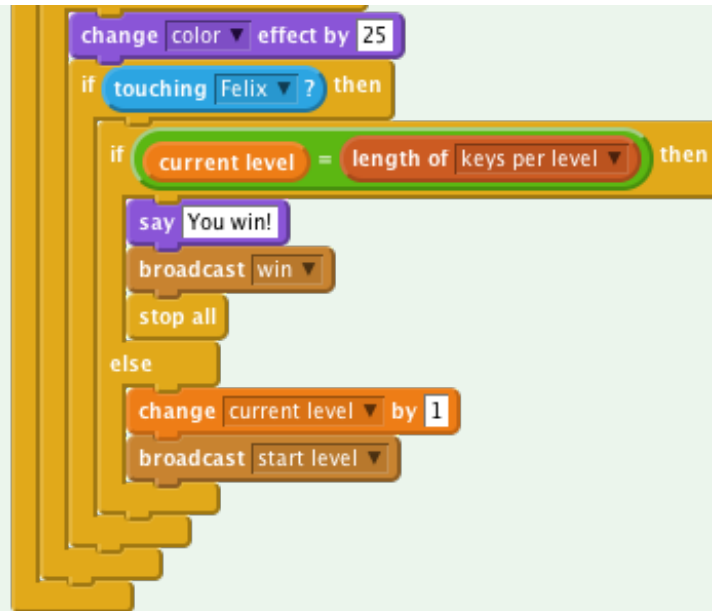 change color effect by 25
if touching Felix ? then
if current level = length of keys per level then
say You win!
broadcast win
stop all
else
change current level by 1
broadcast start level